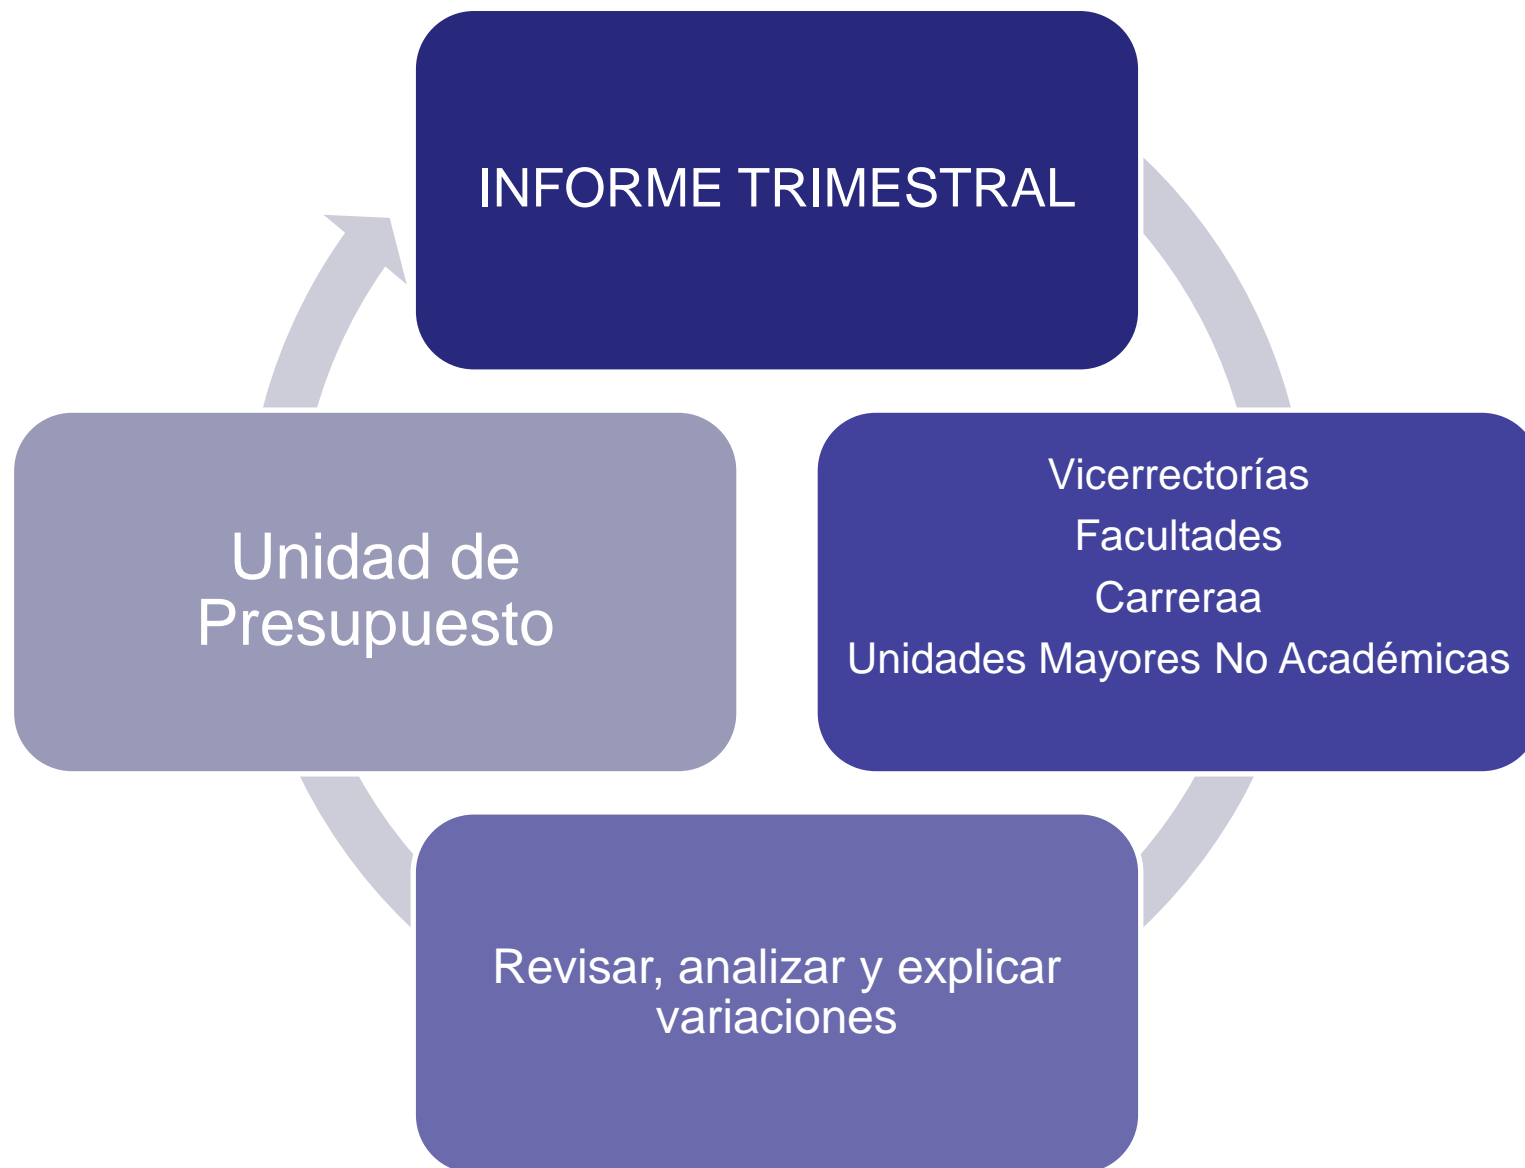 INFORME TRIMESTRAL
Vicerrectorías
Facultades
Carreraa
Unidades Mayores No Académicas
Revisar, analizar y explicar
variaciones
Unidad de
Presupuesto